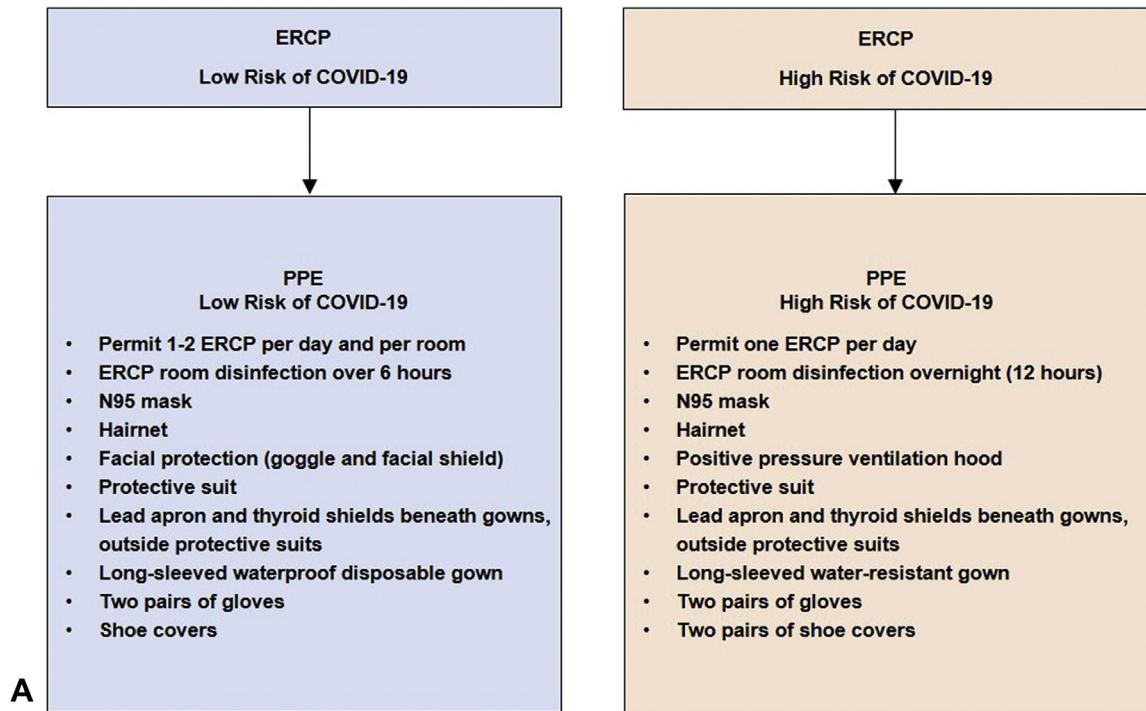 ERCP
Low Risk of COVID-19
PPE
Low Risk of COVID-19
• Permit 1-2 ERCP per day and per room
• ERCP room disinfection over 6 hours
• N95 mask
• Hairnet
• Facial protection (goggle and facial shield)
• Protective suit
• Lead apron and thyroid shields beneath gowns,
outside protective suits
• Long-sleeved waterproof disposable gown
• Two pairs of gloves
• Shoe covers
ERCP
High Risk of COVID-19
PPE
High Risk of COVID-19
• Permit one ERCP per day
• ERCP room disinfection overnight (12 hours)
• N95 mask
• Hairnet
• Positive pressure ventilation hood
• Protective suit
• Lead apron and thyroid shields beneath gowns,
outside protective suits
• Long-sleeved water-resistant gown
• Two pairs of gloves
• Two pairs of shoe covers
A